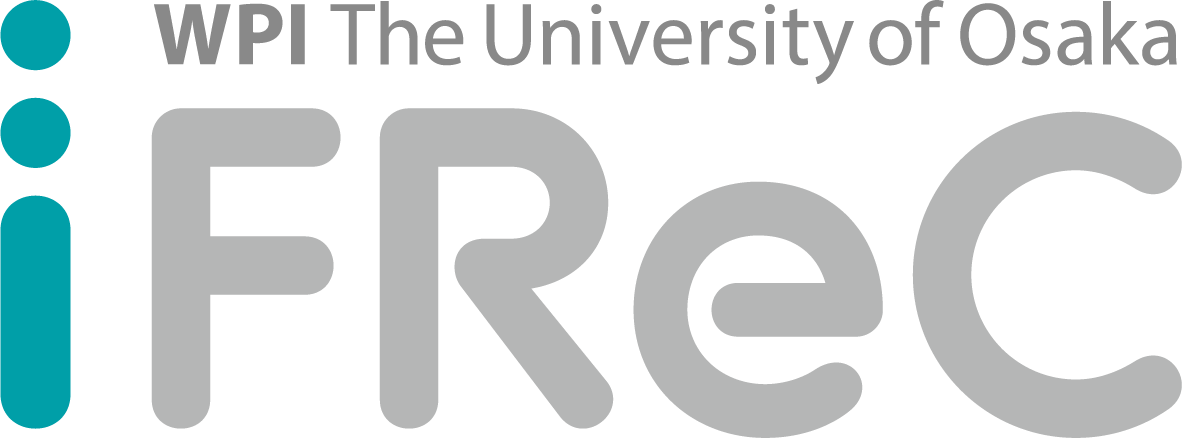 WPI The University of Osaka
iFReC